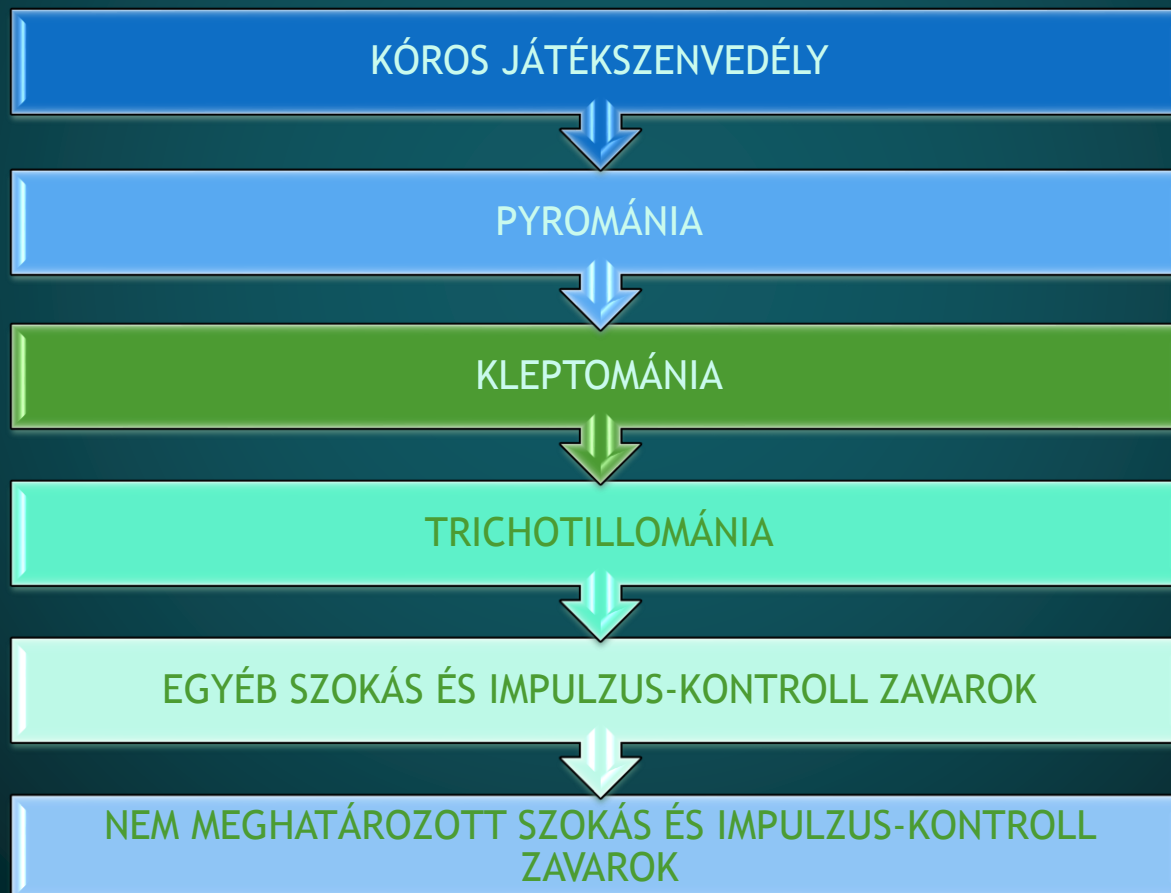 KÓROS JÁTÉKSZENVEDÉLY
PYROMÁNIA
KLEPTOMÁNIA
TRICHOTILLOMÁNIA
EGYÉB SZOKÁS ÉS IMPULZUS-KONTROLL ZAVAROK
NEM MEGHATÁROZOTT SZOKÁS ÉS IMPULZUS-KONTROLL
ZAVAROK